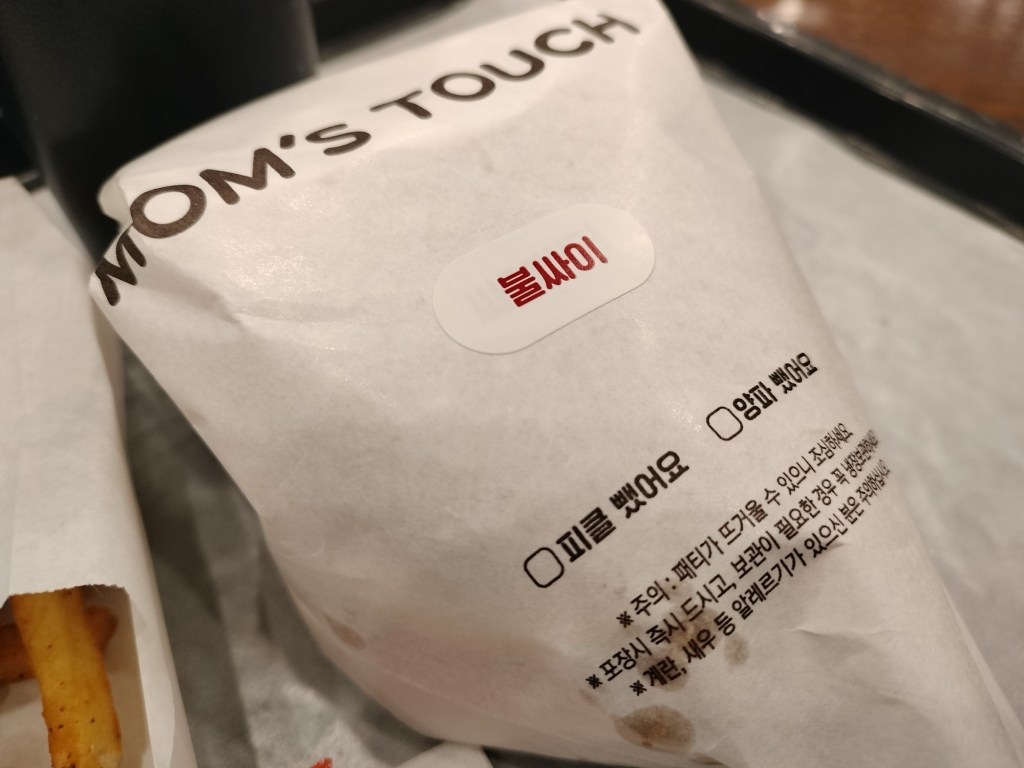 MOM'S TOUCH
불싸이
피클 뺐어요
양파 뺐어요
※ 주의 : 패티가 뜨거울 수 있으니 조심하세요
※ 포장시 즉시 드시고, 보관이 필요한 경우 꼭 냉장보관하세요
※ 계란, 새우 등 알레르기가 있으신 분은 주의하십시오